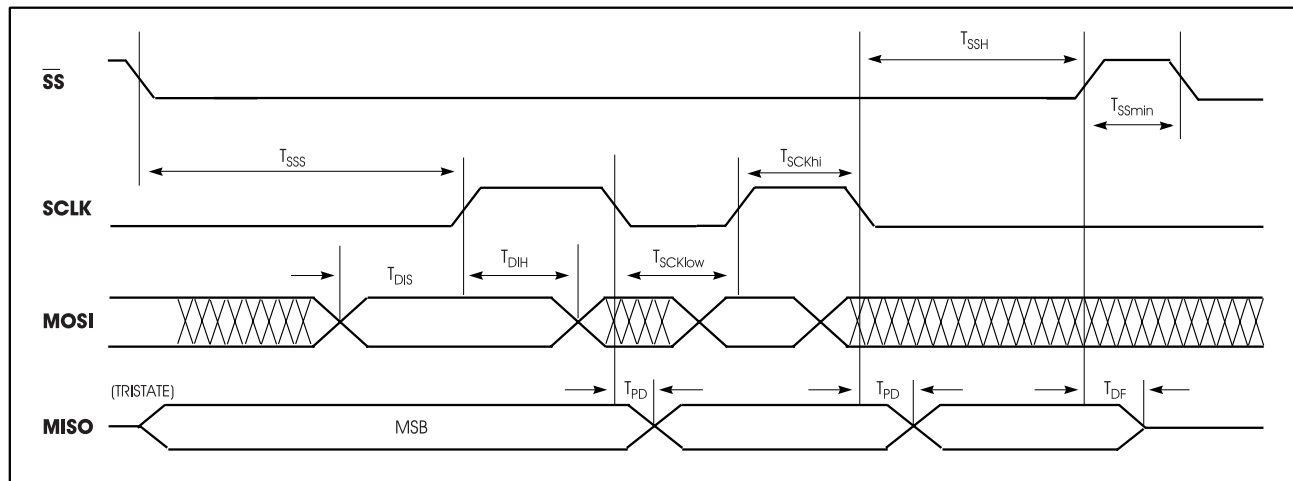 T_SSH
SS
T_SSmin
T_SSS
T_SCKhi
SCLK
T_DIS
T_DIH
T_SCKlow
MOSI
(TRISTATE)
T_PD
T_PD
T_DF
MISO
MSB